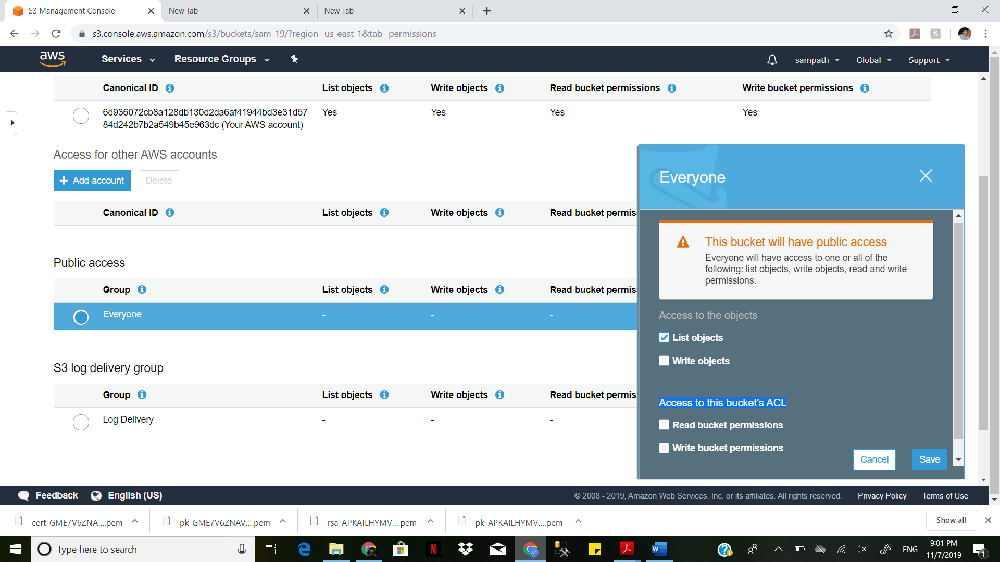 S3 Management Console
New Tab
New Tab
s3.console.aws.amazon.com/s3/buckets/sam-19/?region=us-east-1&tab=permissions
aws
Services
Resource Groups
sampath
Global
Support
Canonical ID
List objects
Write objects
Read bucket permissions
Write bucket permissions
6d936072cb8a128db130d2da6af41944bd3e31d57
84d242b7b2a549b45e963dc (Your AWS account)
Yes
Yes
Yes
Yes
Access for other AWS accounts
Add account
Delete
Canonical ID
List objects
Write objects
Read bucket permis
Public access
Group
List objects
Write objects
Read bucket permis
Everyone
-
-
-
S3 log delivery group
Group
List objects
Write objects
Read bucket permis
Log Delivery
-
-
-
Everyone
This bucket will have public access
Everyone will have access to one or all of the
following: list objects, write objects, read and write
permissions.
Access to the objects
List objects
Write objects
Access to this bucket's ACL
Read bucket permissions
Write bucket permissions
Cancel
Save
Feedback
English (US)
© 2008 - 2019, Amazon Web Services, Inc. or its affiliates. All rights reserved.
Privacy Policy
Terms of Use
cert-GME7V6ZNA....pem
pk-GME7V6ZNAV....pem
rsa-APKAILHYMV....pem
pk-APKAILHYMV....pem
Show all
Type here to search
ENG
9:01 PM
11/7/2019
1